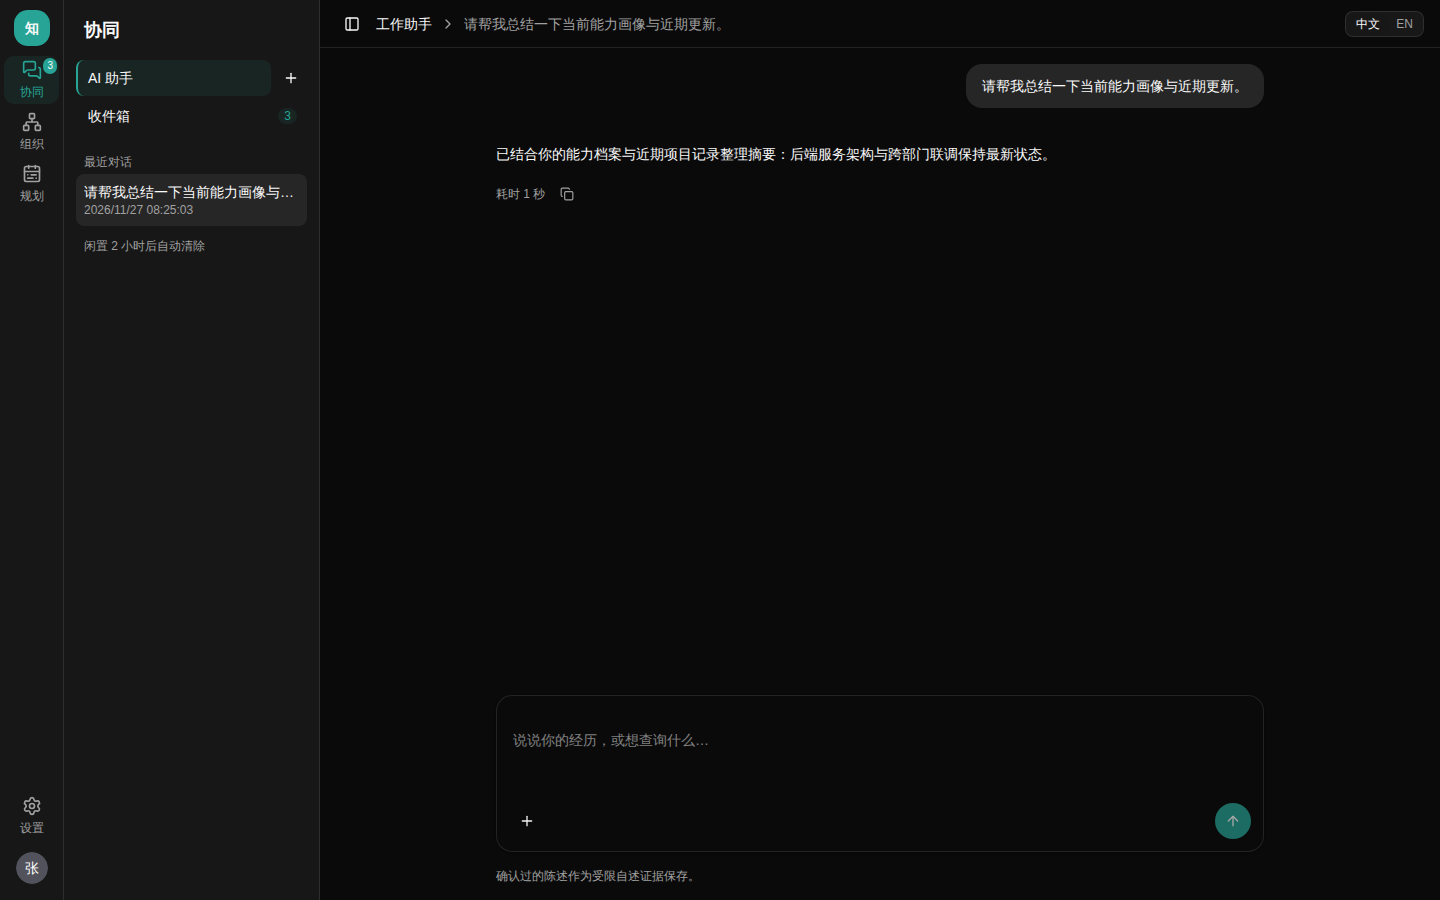 知
3
协同
组织
规划
设置
张
协同
AI 助手
收件箱
3
最近对话
请帮我总结一下当前能力画像与…
2026/11/27 08:25:03
闲置 2 小时后自动清除
工作助手
请帮我总结一下当前能力画像与近期更新。
中文
EN
请帮我总结一下当前能力画像与近期更新。
已结合你的能力档案与近期项目记录整理摘要：后端服务架构与跨部门联调保持最新状态。
耗时 1 秒
说说你的经历，或想查询什么…
确认过的陈述作为受限自述证据保存。